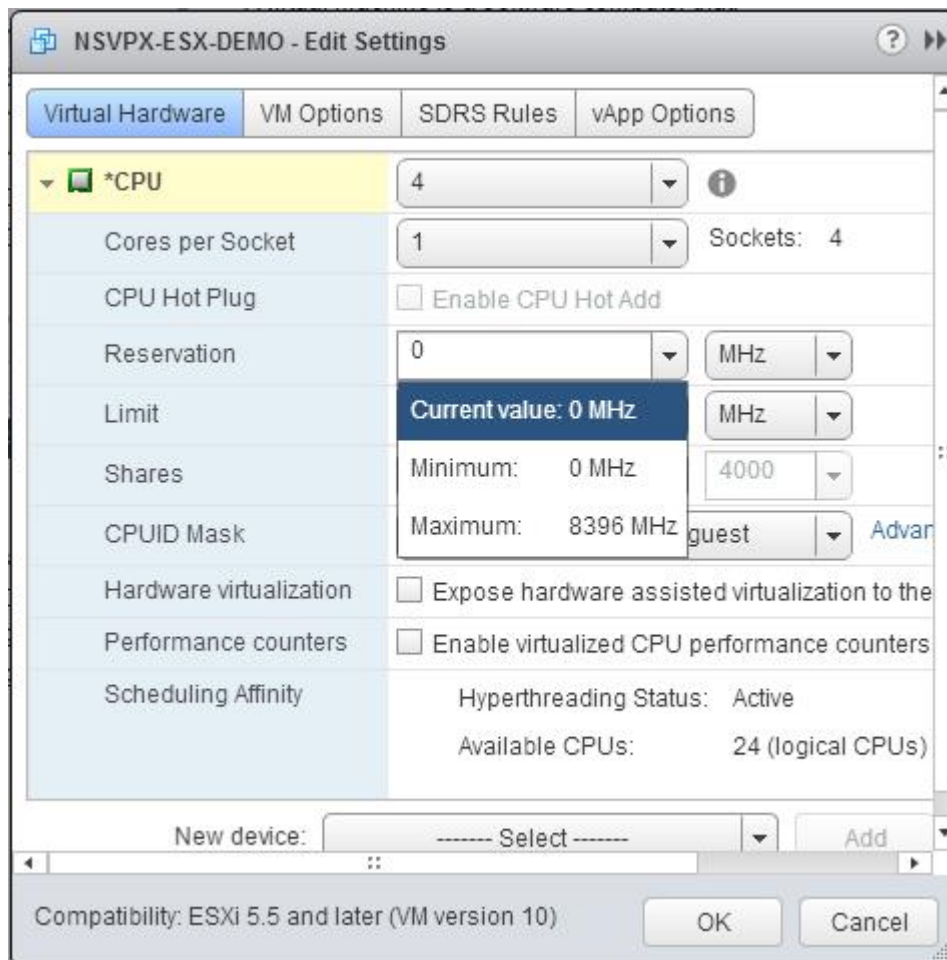 NSVPX-ESX-DEMO - Edit Settings
Virtual Hardware VM Options SDRS Rules vApp Options
*CPU 4
Cores per Socket 1 Sockets: 4
CPU Hot Plug Enable CPU Hot Add
Reservation 0 MHz
Limit Current value: 0 MHz MHz
Shares Minimum: 0 MHz 4000
CPUID Mask Maximum: 8396 MHz guest Advan
Hardware virtualization Expose hardware assisted virtualization to the
Performance counters Enable virtualized CPU performance counters
Scheduling Affinity Hyperthreading Status: Active
Available CPUs: 24 (logical CPUs)
New device: ------- Select ------- Add
Compatibility: ESXi 5.5 and later (VM version 10) OK Cancel